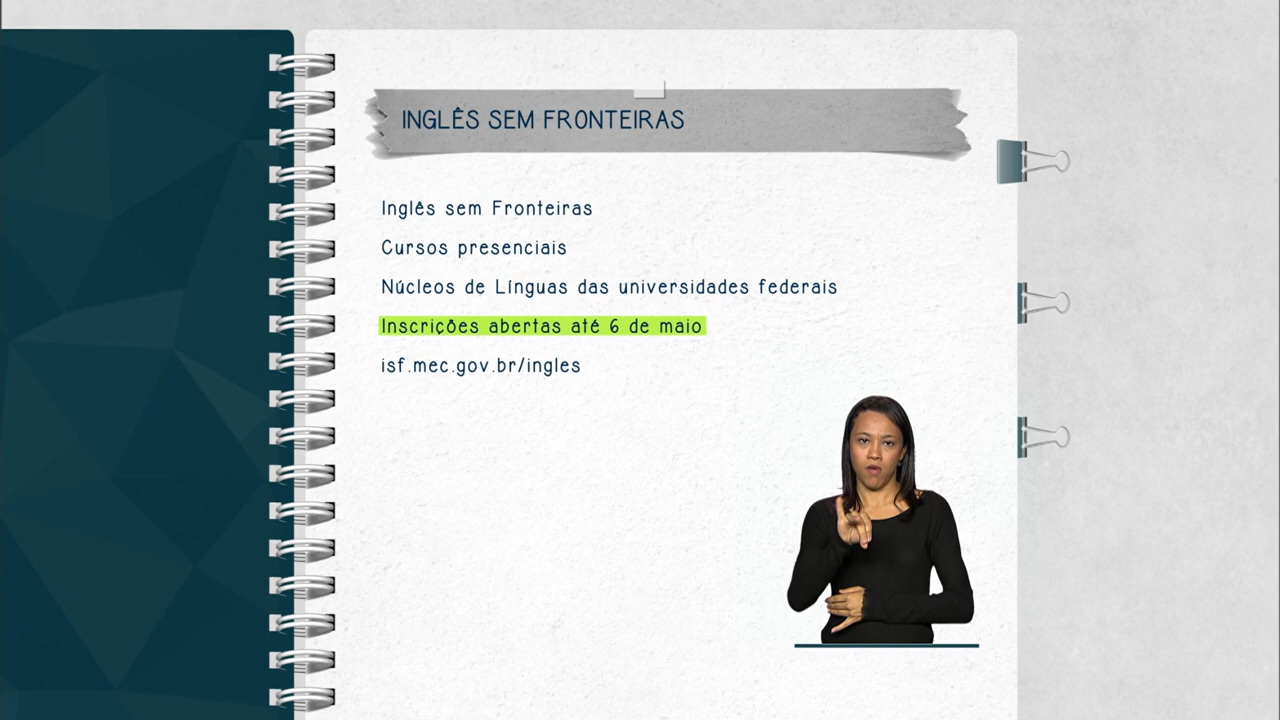 INGLÊS SEM FRONTEIRAS
Inglês sem Fronteiras
Cursos presenciais
Núcleos de Línguas das universidades federais
Inscrições abertas até 6 de maio
isf.mec.gov.br/ingles